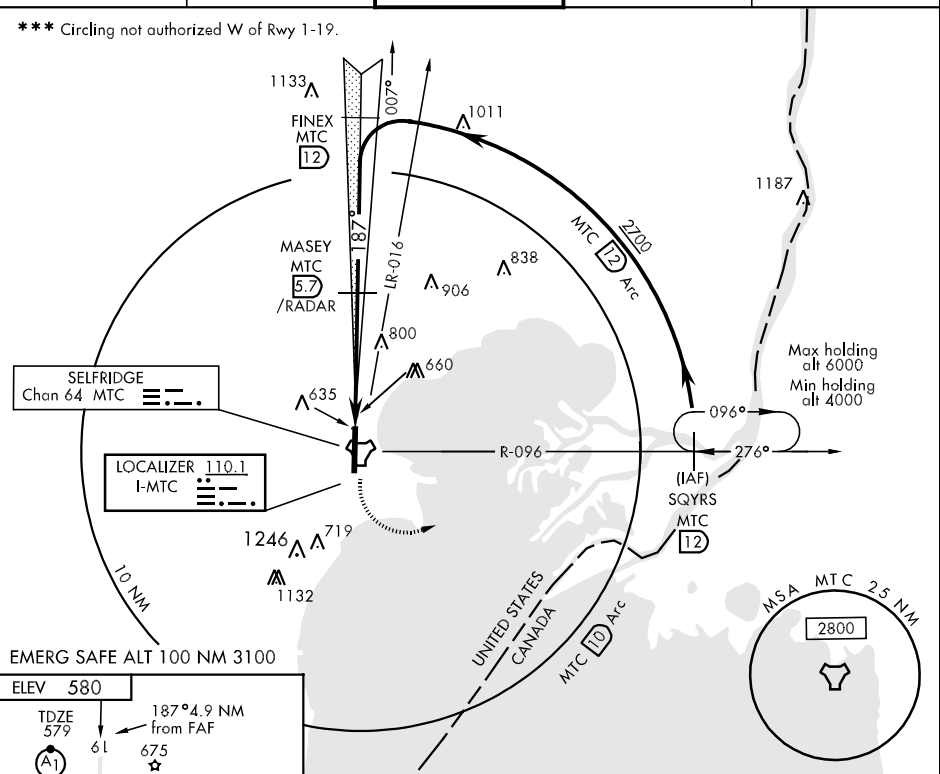 *** Circling not authorized W of Rwy 1-19.
1133
FINEX
MTC
12
007°
1011
1187
187°
LR-016
MTC 12 Arc
2700
MASEY
MTC
5.7
/RADAR
838
906
800
660
635
SELFRIDGE
Chan 64 MTC
LOCALIZER 110.1
I-MTC
Max holding
alt 6000
Min holding
alt 4000
096°
276°
R-096
(IAF)
SQYRS
MTC
12
1246
719
1132
10 NM
UNITED STATES
CANADA
MTC 10 Arc
MSA MTC 25 NM
2800
EMERG SAFE ALT 100 NM 3100
ELEV 580
TDZE
579
187° 4.9 NM
from FAF
19
675
A1